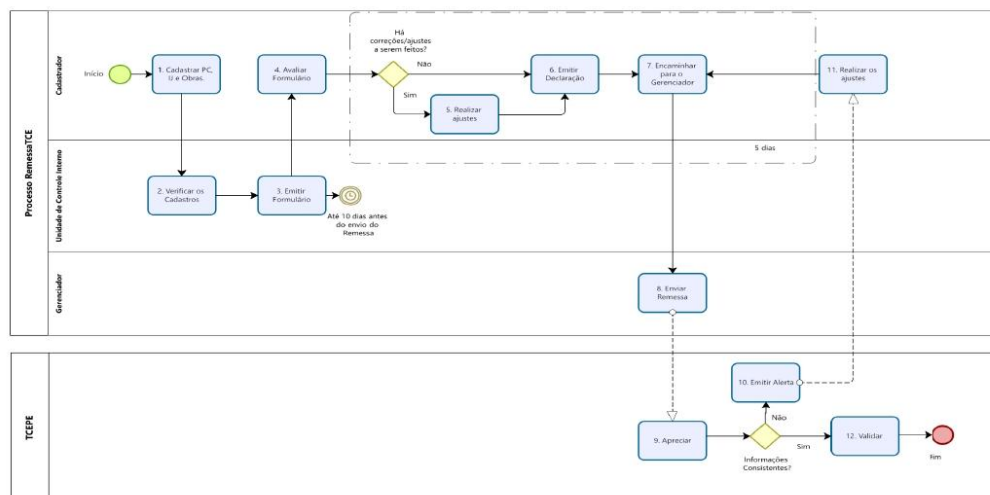 Processo RemessaTCE
Cadastrador
Início
1. Cadastrar PC,
LI e Obras.
4. Avaliar
Formulário
Há
correções/ajustes
a serem feitos?
Não
Sim
5. Realizar
ajustes
6. Emitir
Declaração
7. Encaminhar
para o
Gerenciador
11. Realizar os
ajustes
5 dias
Unidade de Controle Interno
2. Verificar os
Cadastros
3. Emitir
Formulário
Até 10 dias antes
do envio do
Remessa
Gerenciador
8. Enviar
Remessa
TCEPE
9. Apreciar
10. Emitir Alerta
Não
Informações
Consistentes?
Sim
12. Validar
fim